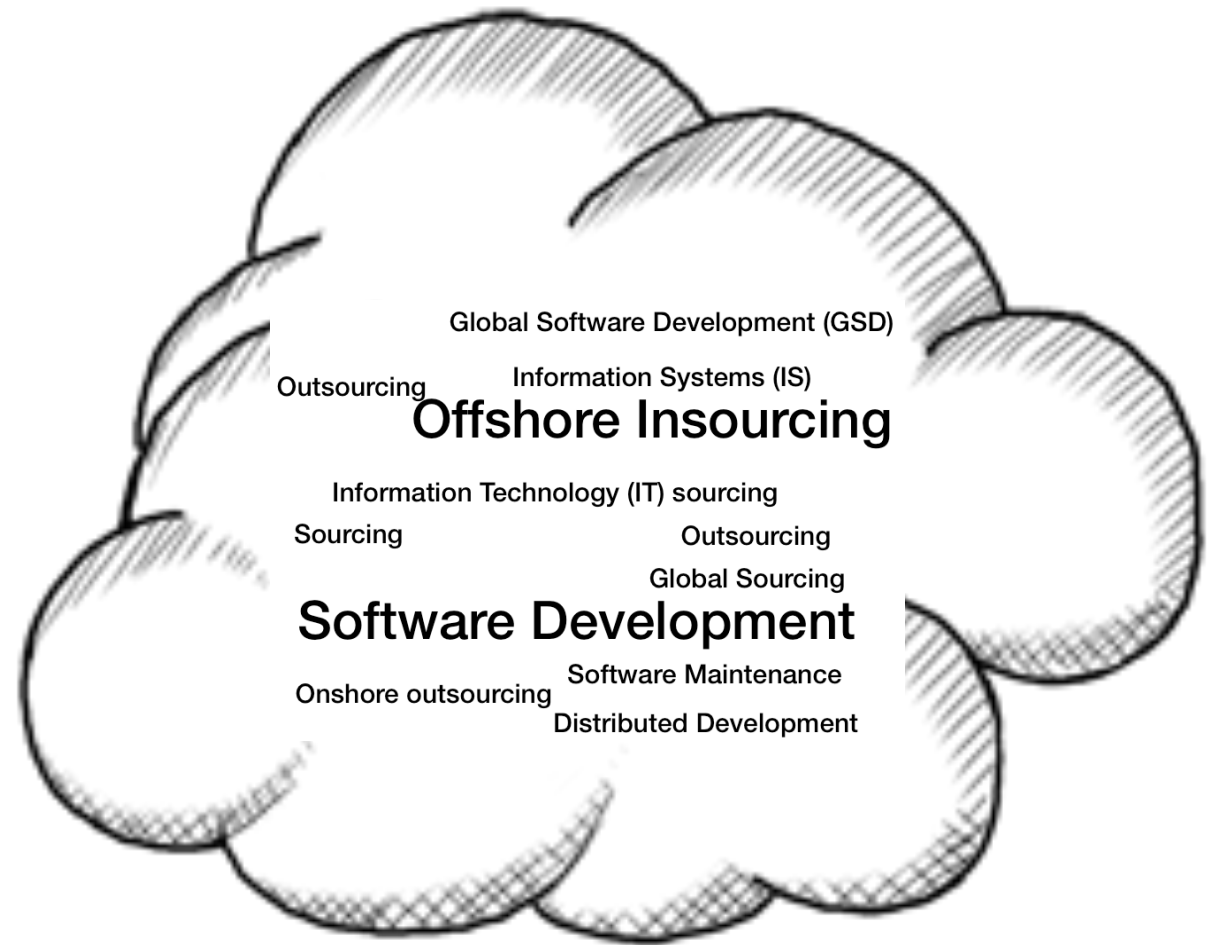 Global Software Development (GSD)
Information Systems (IS)
Outsourcing
Offshore Insourcing
Information Technology (IT) sourcing
Sourcing
Outsourcing
Global Sourcing
Software Development
Software Maintenance
Onshore outsourcing
Distributed Development